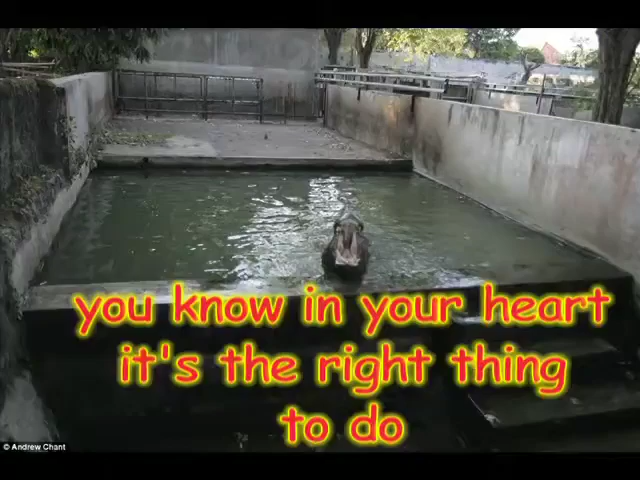 you know in your heart
it's the right thing
to do
© Andrew Chant